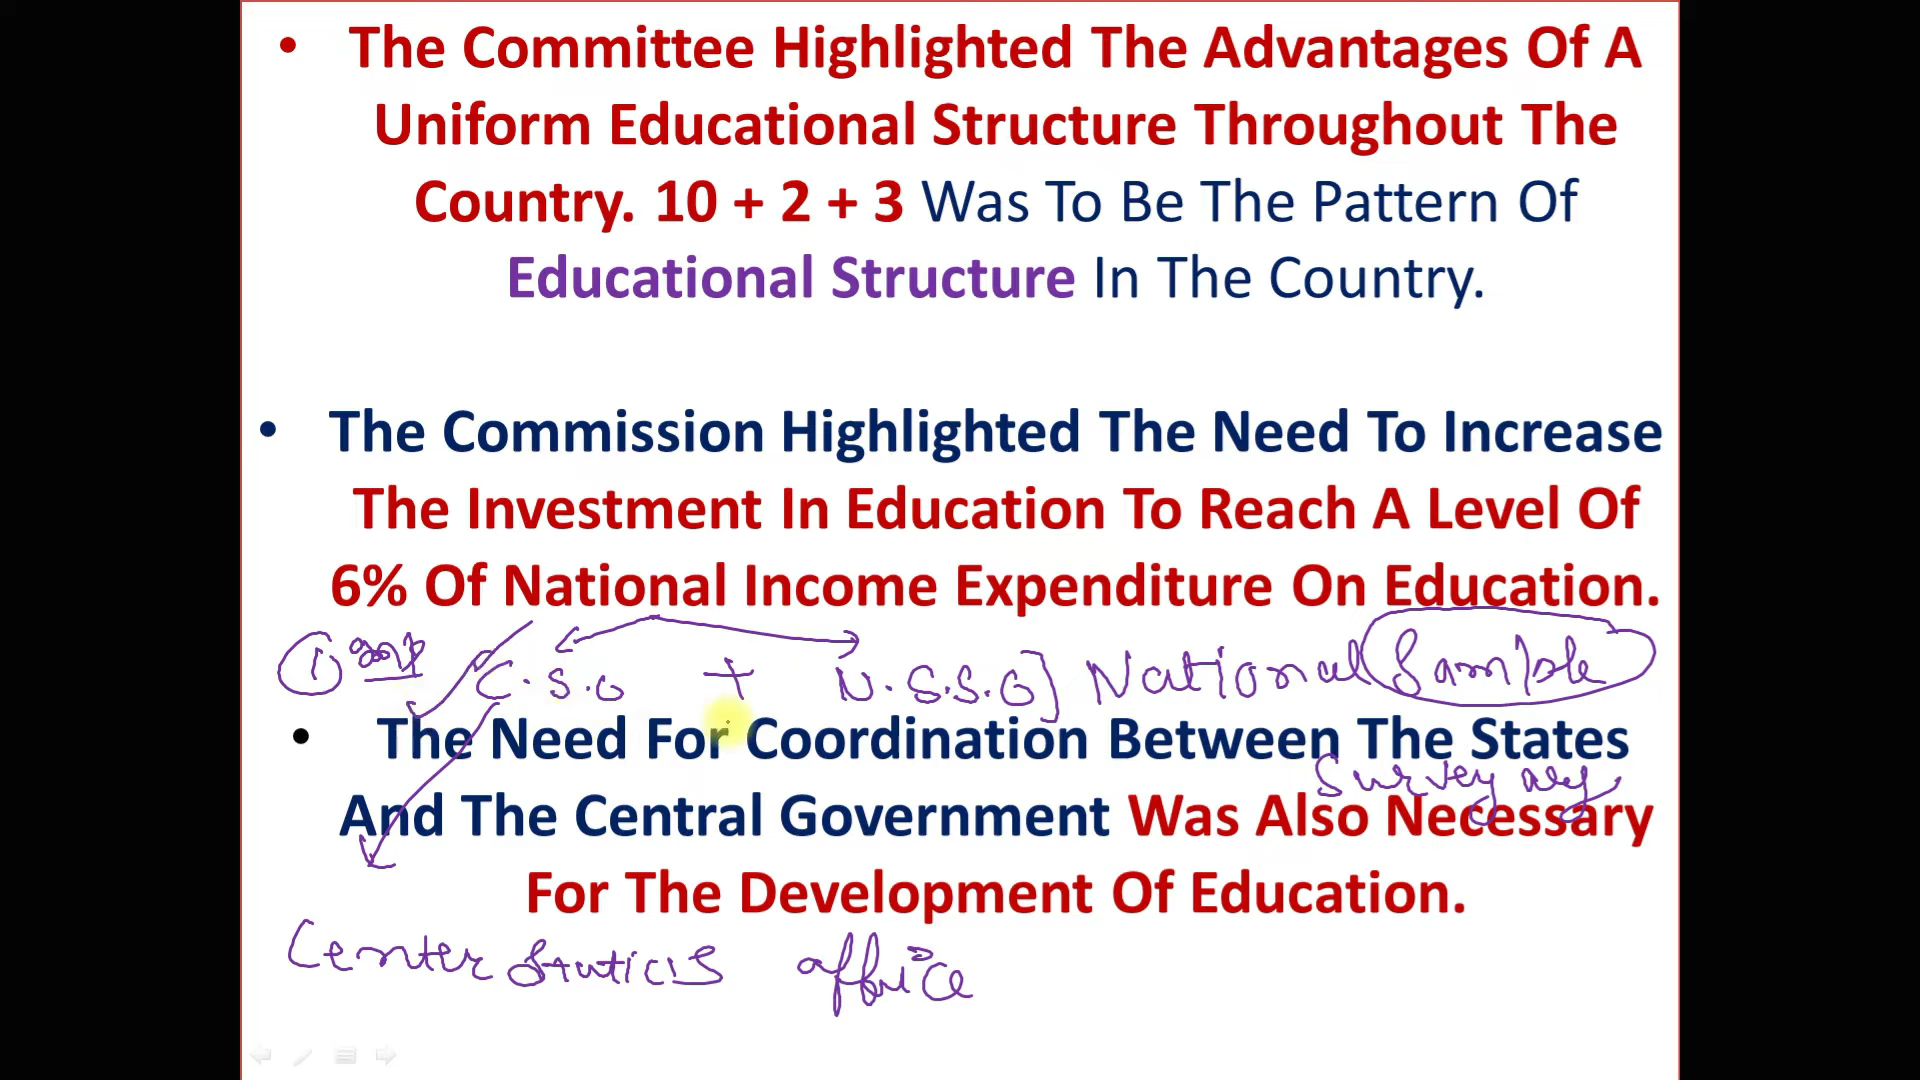 • The Committee Highlighted The Advantages Of A
Uniform Educational Structure Throughout The
Country. 10 + 2 + 3 Was To Be The Pattern Of
Educational Structure In The Country.
• The Commission Highlighted The Need To Increase
The Investment In Education To Reach A Level Of
6% Of National Income Expenditure On Education.
1 C.S.O + N.S.S.O] National Sample
• The Need For Coordination Between The States
Survey
And The Central Government Was Also Necessary
For The Development Of Education.
Center office